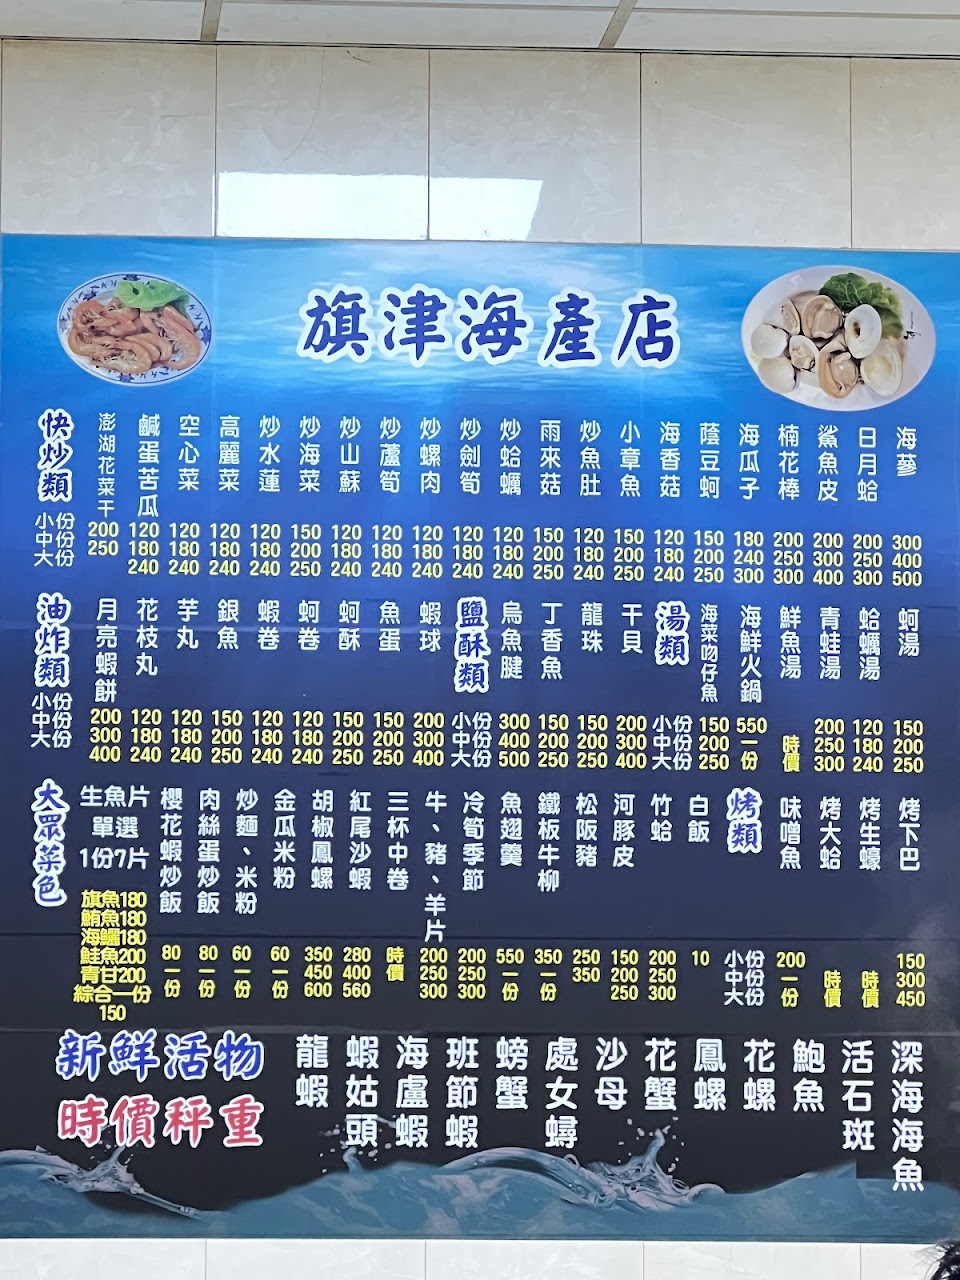 旗津海產店
快炒類
小份
中份
大份
澎湖花菜干 200 250
鹹蛋苦瓜 120 180 240
空心菜 120 180 240
高麗菜 120 180 240
炒水蓮 120 180 240
炒海菜 150 200 250
炒山蘇 120 180 240
炒蘆筍 120 180 240
炒螺肉 120 180 240
炒劍筍 120 180 240
炒蛤蠣 120 180 240
雨來菇 150 200 250
炒魚肚 120 180 240
小章魚 150 200 250
海香菇 120 180 240
蔭豆蚵 150 200 250
海瓜子 180 240 300
楠花棒 200 250 300
鯊魚皮 200 300 400
日月蛤 200 250 300
海蔘 300 400 500
油炸類
小份
中份
大份
月亮蝦餅 200 300 400
花枝丸 120 180 240
芋丸 120 180 240
銀魚 150 200 250
蝦卷 120 180 240
蚵卷 120 180 240
蚵酥 150 200 250
魚蛋 150 200 250
蝦球 200 300 400
鹽酥類
小份
中份
大份
烏魚腱 300 400 500
丁香魚 150 200 250
龍珠 150 200 250
干貝 200 300 400
湯類
小份
中份
大份
海菜吻仔魚 150 200 250
海鮮火鍋 550一份
鮮魚湯 時價
青蛙湯 200 250 300
蛤蠣湯 120 180 240
蚵湯 150 200 250
大眾菜色
生魚片
單選
1份7片
旗魚180
鮪魚180
海鱺180
鮭魚200
青甘200
綜合一份
150
櫻花蝦炒飯 80一份
肉絲蛋炒飯 80一份
炒麵、米粉 60一份
金瓜米粉 60一份
胡椒鳳螺 350 450 600
紅尾沙蝦 280 400 560
三杯中卷 時價
牛、豬、羊片 200 250 300
冷筍季節 200 250 300
魚翅羹 550一份
鐵板牛柳 350一份
松阪豬 250 350
河豚皮 150 200 250
竹蛤 200 250 300
白飯 10
烤類
小份
中份
大份
味噌魚 200一份
烤大蛤 時價
烤生蠔 時價
烤下巴 150 300 450
新鮮活物
時價秤重
龍蝦
蝦姑頭
海盧蝦
班節蝦
螃蟹
處女蟳
沙母
花蟹
鳳螺
花螺
鮑魚
活石斑
深海海魚